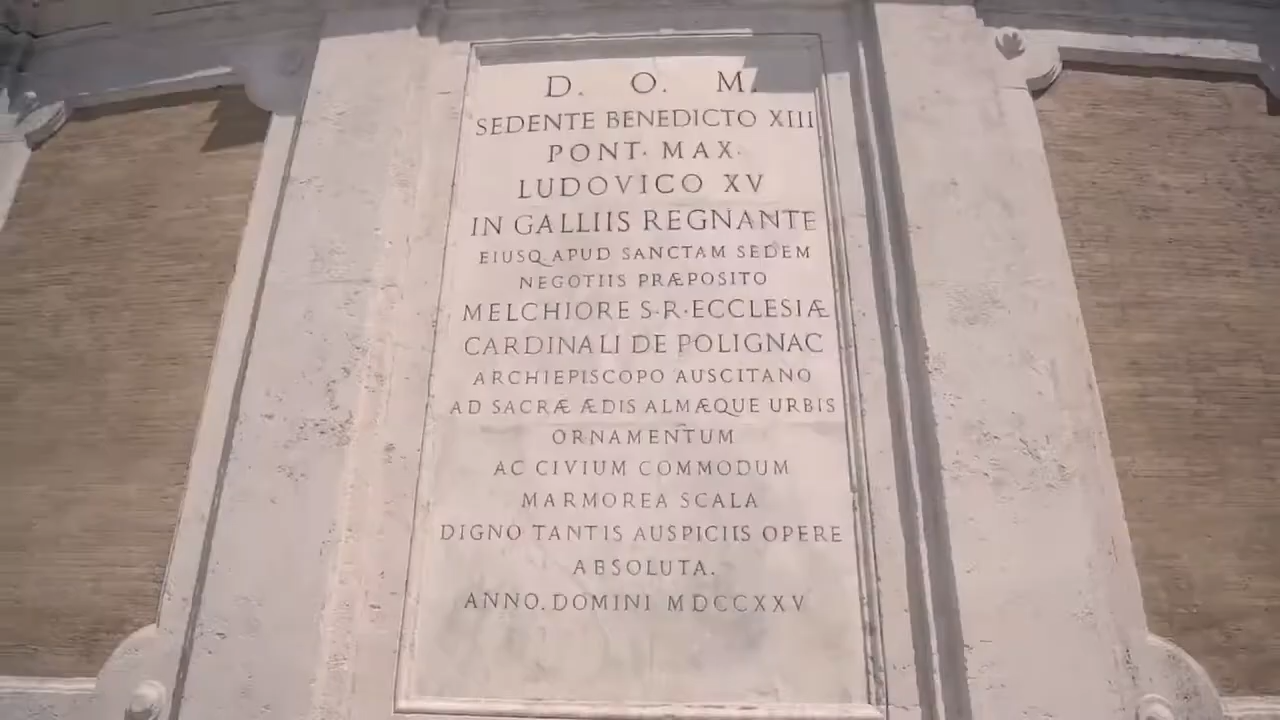 D. O. M.
SEDENTE BENEDICTO XIII
PONT. MAX.
LUDOVICO XV
IN GALLIIS REGNANTE
EIUSQ.APUD SANCTAM SEDEM
NEGOTIIS PRÆPOSITO
MELCHIORE S·R·ECCLESIÆ
CARDINALI DE POLIGNAC
ARCHIEPISCOPO AUSCITANO
AD SACRÆ ÆDIS ALMÆQUE URBIS
ORNAMENTUM
AC CIVIUM COMMODUM
MARMOREA SCALA
DIGNO TANTIS AUSPICIIS OPERE
ABSOLUTA.
ANNO.DOMINI MDCCXXV